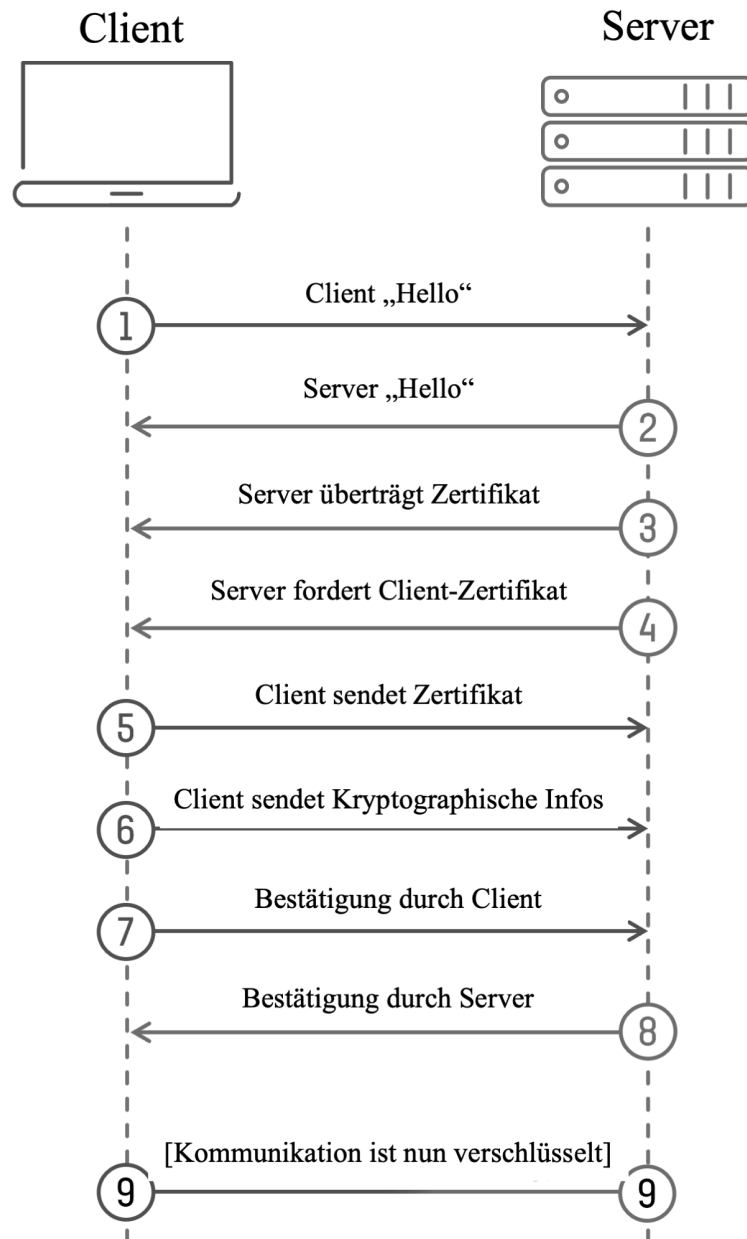 Client
Server
Client „Hello“
1
Server „Hello“
2
Server überträgt Zertifikat
3
Server fordert Client-Zertifikat
4
Client sendet Zertifikat
5
Client sendet Kryptographische Infos
6
Bestätigung durch Client
7
Bestätigung durch Server
8
[Kommunikation ist nun verschlüsselt]
9
9